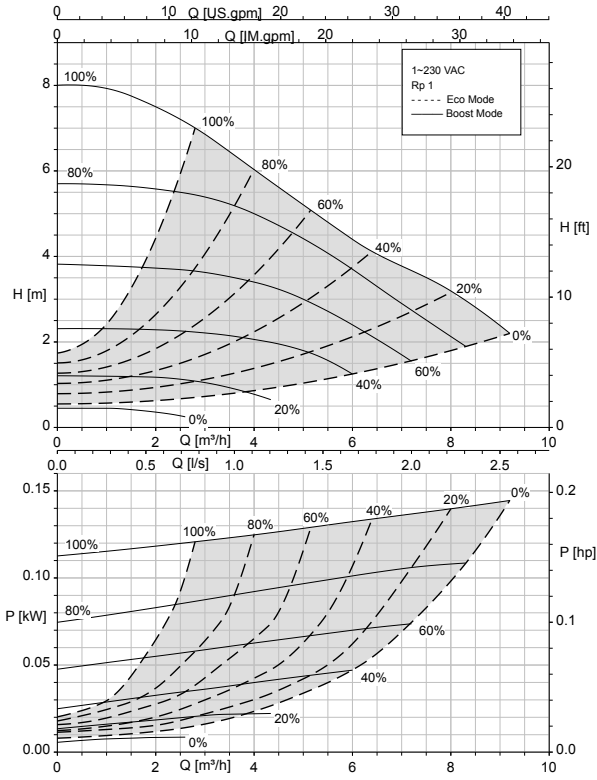 0 10 Q [US.gpm] 20 30 40
0 10 Q [IM.gpm] 20 30
1~230 VAC
Rp 1
Eco Mode
Boost Mode
100%
8
100%
6
80%
80%
20
60%
4
40%
H [ft]
H [m]
20%
10
2
0%
60%
40%
20%
0%
0
0
0 2 4 6 8 10
Q [m³/h]
0.0 0.5 1.0 1.5 2.0 2.5
Q [l/s]
0.15
0.2
0%
20%
40%
60%
80%
100%
100%
P [hp]
0.10
80%
P [kW]
0.1
60%
0.05
40%
20%
0%
0.00
0.0
0 2 4 6 8 10
Q [m³/h]